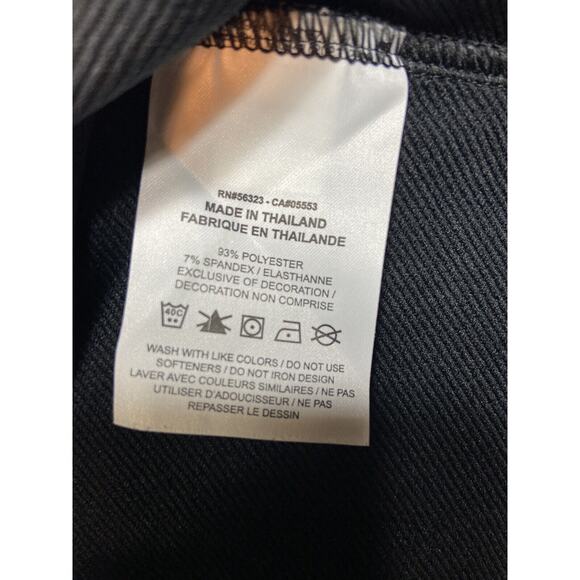 RN#56323 - CA#05553
MADE IN THAILAND
FABRIQUE EN THAILANDE
93% POLYESTER
7% SPANDEX / ELASTHANNE
EXCLUSIVE OF DECORATION /
DECORATION NON COMPRISE
40C
WASH WITH LIKE COLORS / DO NOT USE
SOFTENERS / DO NOT IRON DESIGN
LAVER AVEC COULEURS SIMILAIRES / NE PAS
UTILISER D'ADOUCISSEUR / NE PAS
REPASSER LE DESSIN